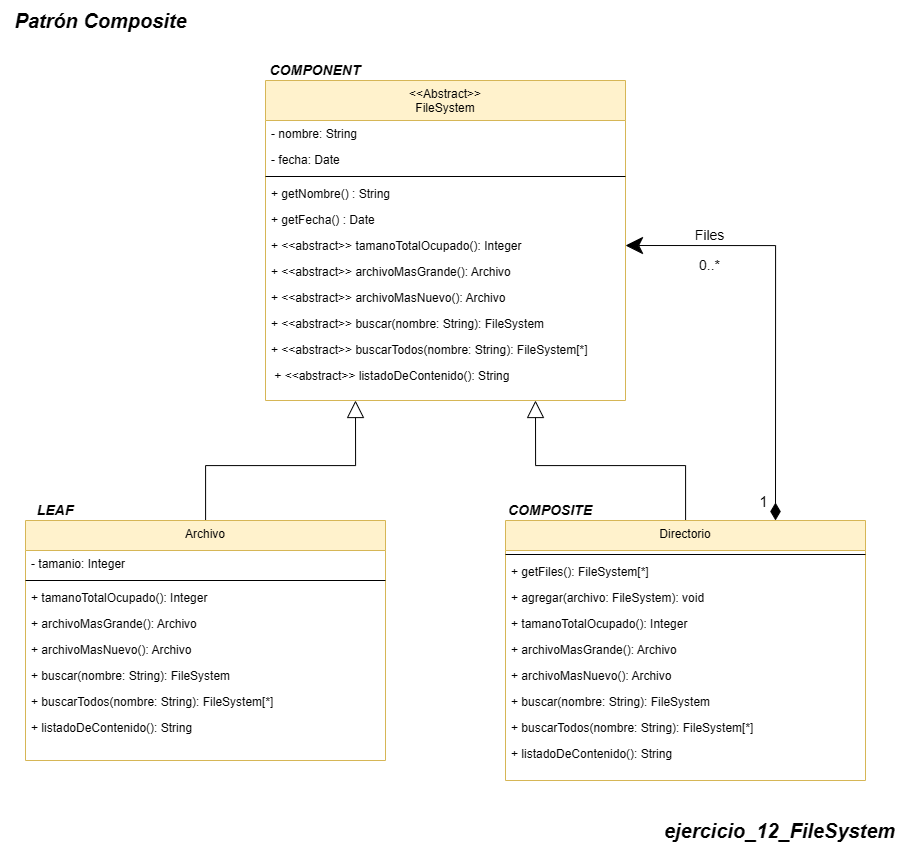 Patrón Composite
COMPONENT
<<Abstract>>
FileSystem
- nombre: String
- fecha: Date
+ getNombre() : String
+ getFecha() : Date
+ <<abstract>> tamanoTotalOcupado(): Integer
+ <<abstract>> archivoMasGrande(): Archivo
+ <<abstract>> archivoMasNuevo(): Archivo
+ <<abstract>> buscar(nombre: String): FileSystem
+ <<abstract>> buscarTodos(nombre: String): FileSystem[*]
+ <<abstract>> listadoDeContenido(): String
Files
0..*
1
LEAF
Archivo
- tamanio: Integer
+ tamanoTotalOcupado(): Integer
+ archivoMasGrande(): Archivo
+ archivoMasNuevo(): Archivo
+ buscar(nombre: String): FileSystem
+ buscarTodos(nombre: String): FileSystem[*]
+ listadoDeContenido(): String
COMPOSITE
Directorio
+ getFiles(): FileSystem[*]
+ agregar(archivo: FileSystem): void
+ tamanoTotalOcupado(): Integer
+ archivoMasGrande(): Archivo
+ archivoMasNuevo(): Archivo
+ buscar(nombre: String): FileSystem
+ buscarTodos(nombre: String): FileSystem[*]
+ listadoDeContenido(): String
ejercicio_12_FileSystem